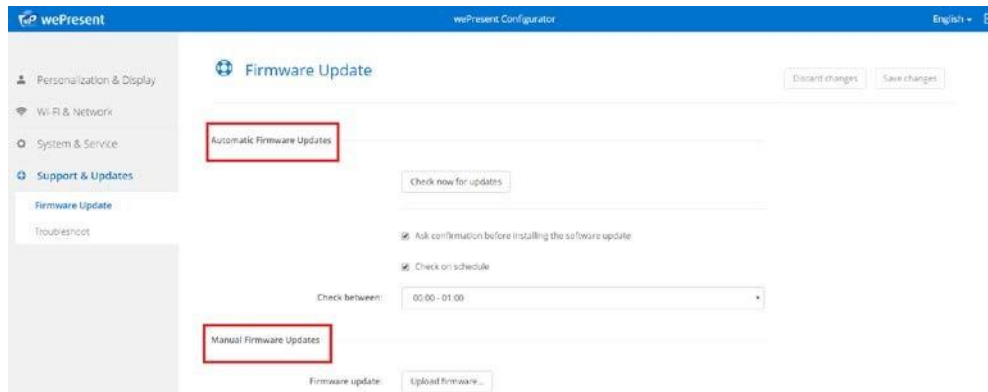 wePresent
wePresent Configurator
English
Personalization & Display
Wi-Fi & Network
System & Service
Support & Updates
Firmware Update
Troubleshoot
Firmware Update
Discard changes
Save changes
Automatic Firmware Updates
Check now for updates
Ask confirmation before installing the software update
Check on schedule
Check between:
00:00 - 01:00
Manual Firmware Updates
Firmware update:
Upload firmware...